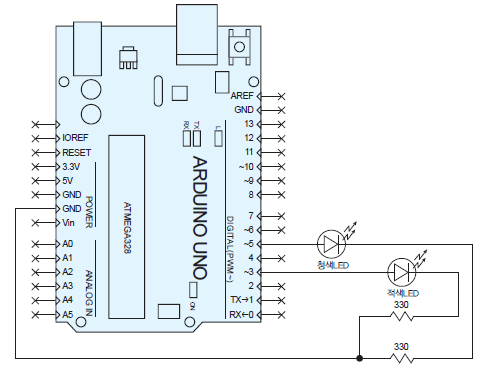 AREF
GND
13
12
11
~10
~9
8
7
~6
~5
4
~3
2
TX→1
RX←0
IOREF
RESET
3.3V
5V
GND
GND
Vin
A0
A1
A2
A3
A4
A5
POWER
ANALOG IN
ATMEGA328
RX
TX
L
ARDUINO UNO
DIGITAL(PWM~)
ON
청색LED
적색LED
330
330